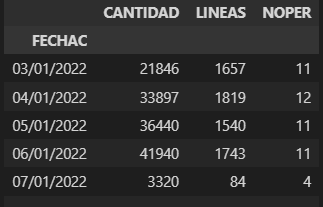 CANTIDAD LINEAS NOPER
FECHAC
03/01/2022 21846 1657 11
04/01/2022 33897 1819 12
05/01/2022 36440 1540 11
06/01/2022 41940 1743 11
07/01/2022 3320 84 4